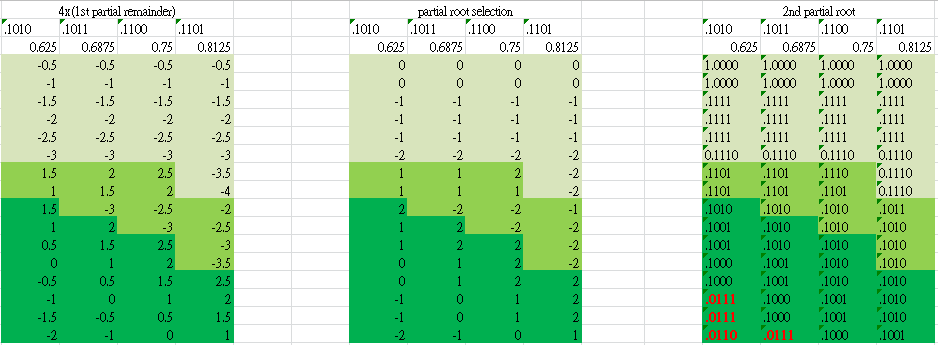 4x(1st partial remainder) partial root selection 2nd partial root
.1010 .1011 .1100 .1101 .1010 .1011 .1100 .1101 .1010 .1011 .1100 .1101
0.625 0.6875 0.75 0.8125 0.625 0.6875 0.75 0.8125 0.625 0.6875 0.75 0.8125
-0.5 -0.5 -0.5 -0.5 0 0 0 0 1.0000 1.0000 1.0000 1.0000
-1 -1 -1 -1 0 0 0 0 1.0000 1.0000 1.0000 1.0000
-1.5 -1.5 -1.5 -1.5 -1 -1 -1 -1 .1111 .1111 .1111 .1111
-2 -2 -2 -2 -1 -1 -1 -1 .1111 .1111 .1111 .1111
-2.5 -2.5 -2.5 -2.5 -1 -1 -1 -1 .1111 .1111 .1111 .1111
-3 -3 -3 -3 -2 -2 -2 -2 0.1110 0.1110 0.1110 0.1110
1.5 2 2.5 -3.5 1 1 2 -2 .1101 .1101 .1110 0.1110
1 1.5 2 -4 1 1 1 -2 .1101 .1101 .1101 0.1110
1.5 -3 -2.5 -2 2 -2 -2 -1 .1010 .1010 .1010 .1011
1 2 -3 -2.5 1 2 -2 -2 .1001 .1010 .1010 .1010
0.5 1.5 2.5 -3 1 2 2 -2 .1001 .1010 .1010 .1010
0 1 2 -3.5 0 1 2 -2 .1000 .1001 .1010 .1010
-0.5 0.5 1.5 2.5 0 1 2 2 .1000 .1001 .1010 .1010
-1 0 1 2 -1 0 1 2 .0111 .1000 .1001 .1010
-1.5 -0.5 0.5 1.5 -1 0 1 2 .0111 .1000 .1001 .1010
-2 -1 0 1 -2 -1 0 1 .0110 .0111 .1000 .1001